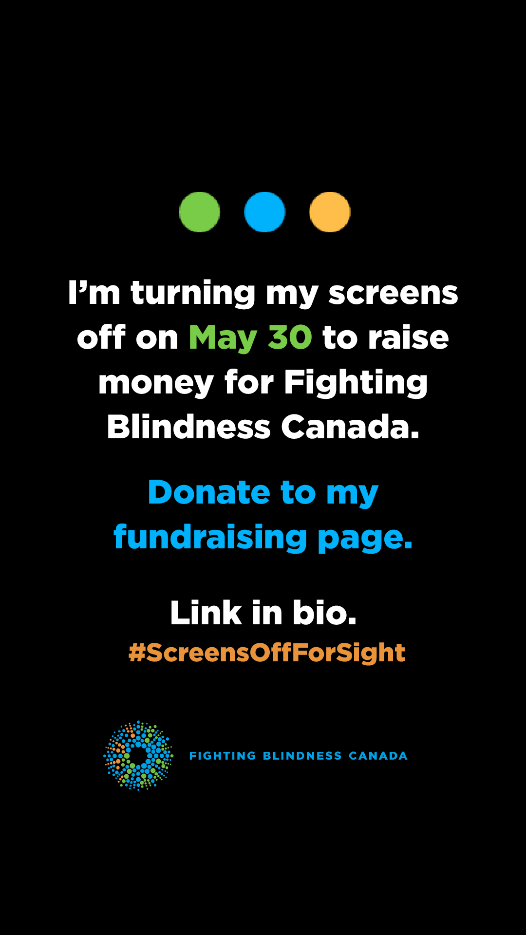 I'm turning my screens
off on May 30 to raise
money for Fighting
Blindness Canada.
Donate to my
fundraising page.
Link in bio.
#ScreensOffForSight
FIGHTING BLINDNESS CANADA